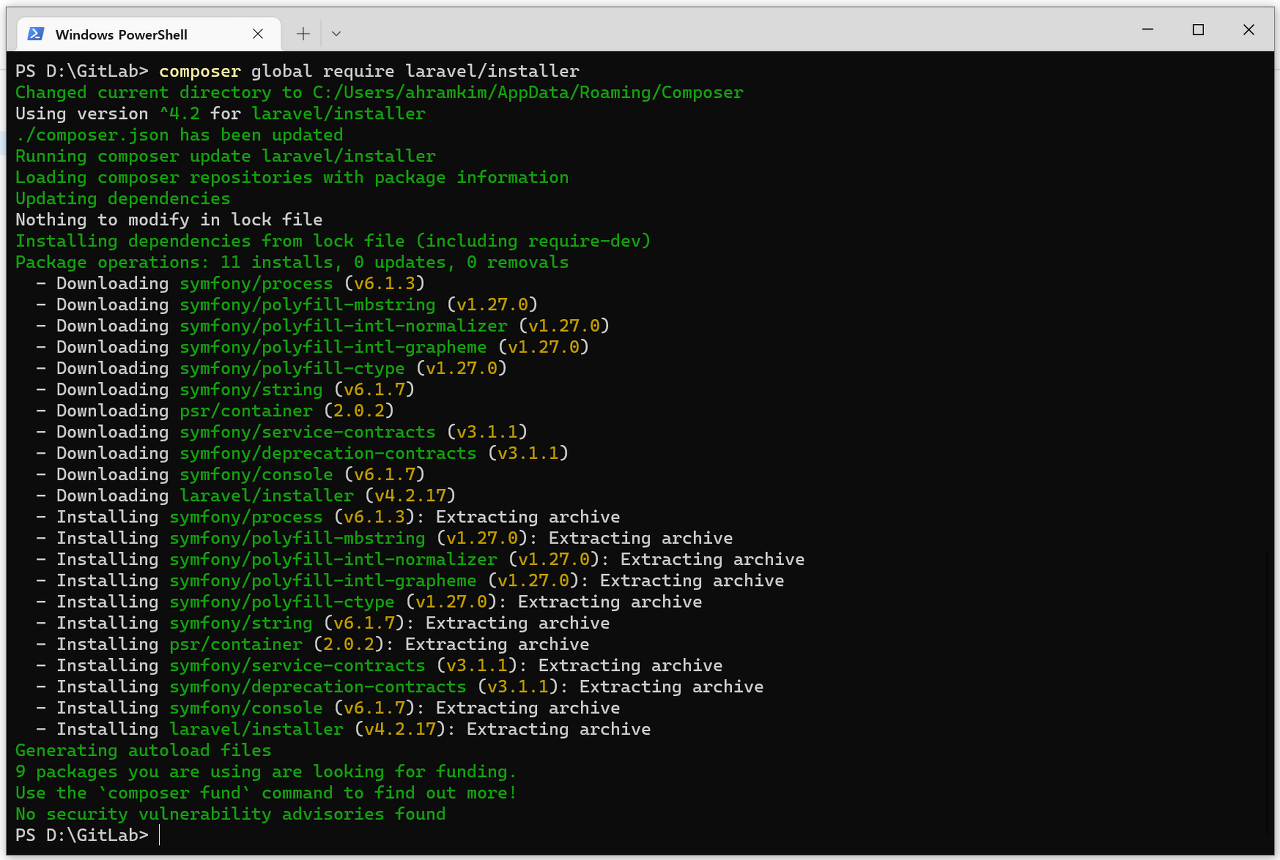 Windows PowerShell
PS D:\GitLab> composer global require laravel/installer
Changed current directory to C:/Users/ahramkim/AppData/Roaming/Composer
Using version ^4.2 for laravel/installer
./composer.json has been updated
Running composer update laravel/installer
Loading composer repositories with package information
Updating dependencies
Nothing to modify in lock file
Installing dependencies from lock file (including require-dev)
Package operations: 11 installs, 0 updates, 0 removals
  - Downloading symfony/process (v6.1.3)
  - Downloading symfony/polyfill-mbstring (v1.27.0)
  - Downloading symfony/polyfill-intl-normalizer (v1.27.0)
  - Downloading symfony/polyfill-intl-grapheme (v1.27.0)
  - Downloading symfony/polyfill-ctype (v1.27.0)
  - Downloading symfony/string (v6.1.7)
  - Downloading psr/container (2.0.2)
  - Downloading symfony/service-contracts (v3.1.1)
  - Downloading symfony/deprecation-contracts (v3.1.1)
  - Downloading symfony/console (v6.1.7)
  - Downloading laravel/installer (v4.2.17)
  - Installing symfony/process (v6.1.3): Extracting archive
  - Installing symfony/polyfill-mbstring (v1.27.0): Extracting archive
  - Installing symfony/polyfill-intl-normalizer (v1.27.0): Extracting archive
  - Installing symfony/polyfill-intl-grapheme (v1.27.0): Extracting archive
  - Installing symfony/polyfill-ctype (v1.27.0): Extracting archive
  - Installing symfony/string (v6.1.7): Extracting archive
  - Installing psr/container (2.0.2): Extracting archive
  - Installing symfony/service-contracts (v3.1.1): Extracting archive
  - Installing symfony/deprecation-contracts (v3.1.1): Extracting archive
  - Installing symfony/console (v6.1.7): Extracting archive
  - Installing laravel/installer (v4.2.17): Extracting archive
Generating autoload files
9 packages you are using are looking for funding.
Use the `composer fund` command to find out more!
No security vulnerability advisories found
PS D:\GitLab>